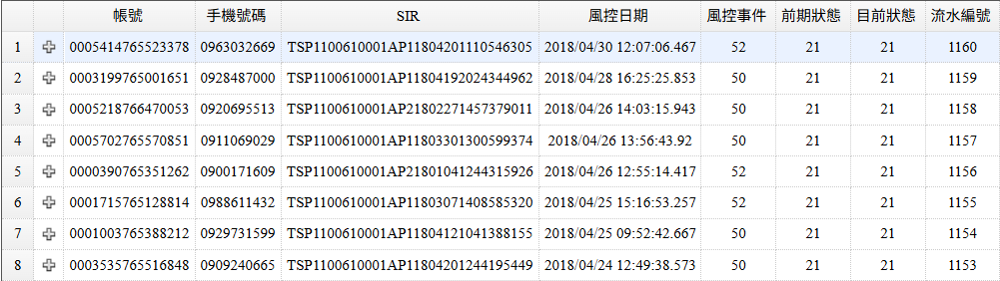 帳號 手機號碼 SIR 風控日期 風控事件 前期狀態 目前狀態 流水編號
1 0005414765523378 0963032669 TSP1100610001AP11804201110546305 2018/04/30 12:07:06.467 52 21 21 1160
2 0003199765001651 0928487000 TSP1100610001AP11804192024344962 2018/04/28 16:25:25.853 50 21 21 1159
3 0005218766470053 0920695513 TSP1100610001AP21802271457379011 2018/04/26 14:03:15.943 50 21 21 1158
4 0005702765570851 0911069029 TSP1100610001AP11803301300599374 2018/04/26 13:56:43.92 50 21 21 1157
5 0000390765351262 0900171609 TSP1100610001AP21801041244315926 2018/04/26 12:55:14.417 52 21 21 1156
6 0001715765128814 0988611432 TSP1100610001AP11803071408585320 2018/04/25 15:16:53.257 52 21 21 1155
7 0001003765388212 0929731599 TSP1100610001AP11804121041388155 2018/04/25 09:52:42.667 50 21 21 1154
8 0003535765516848 0909240665 TSP1100610001AP11804201244195449 2018/04/24 12:49:38.573 50 21 21 1153